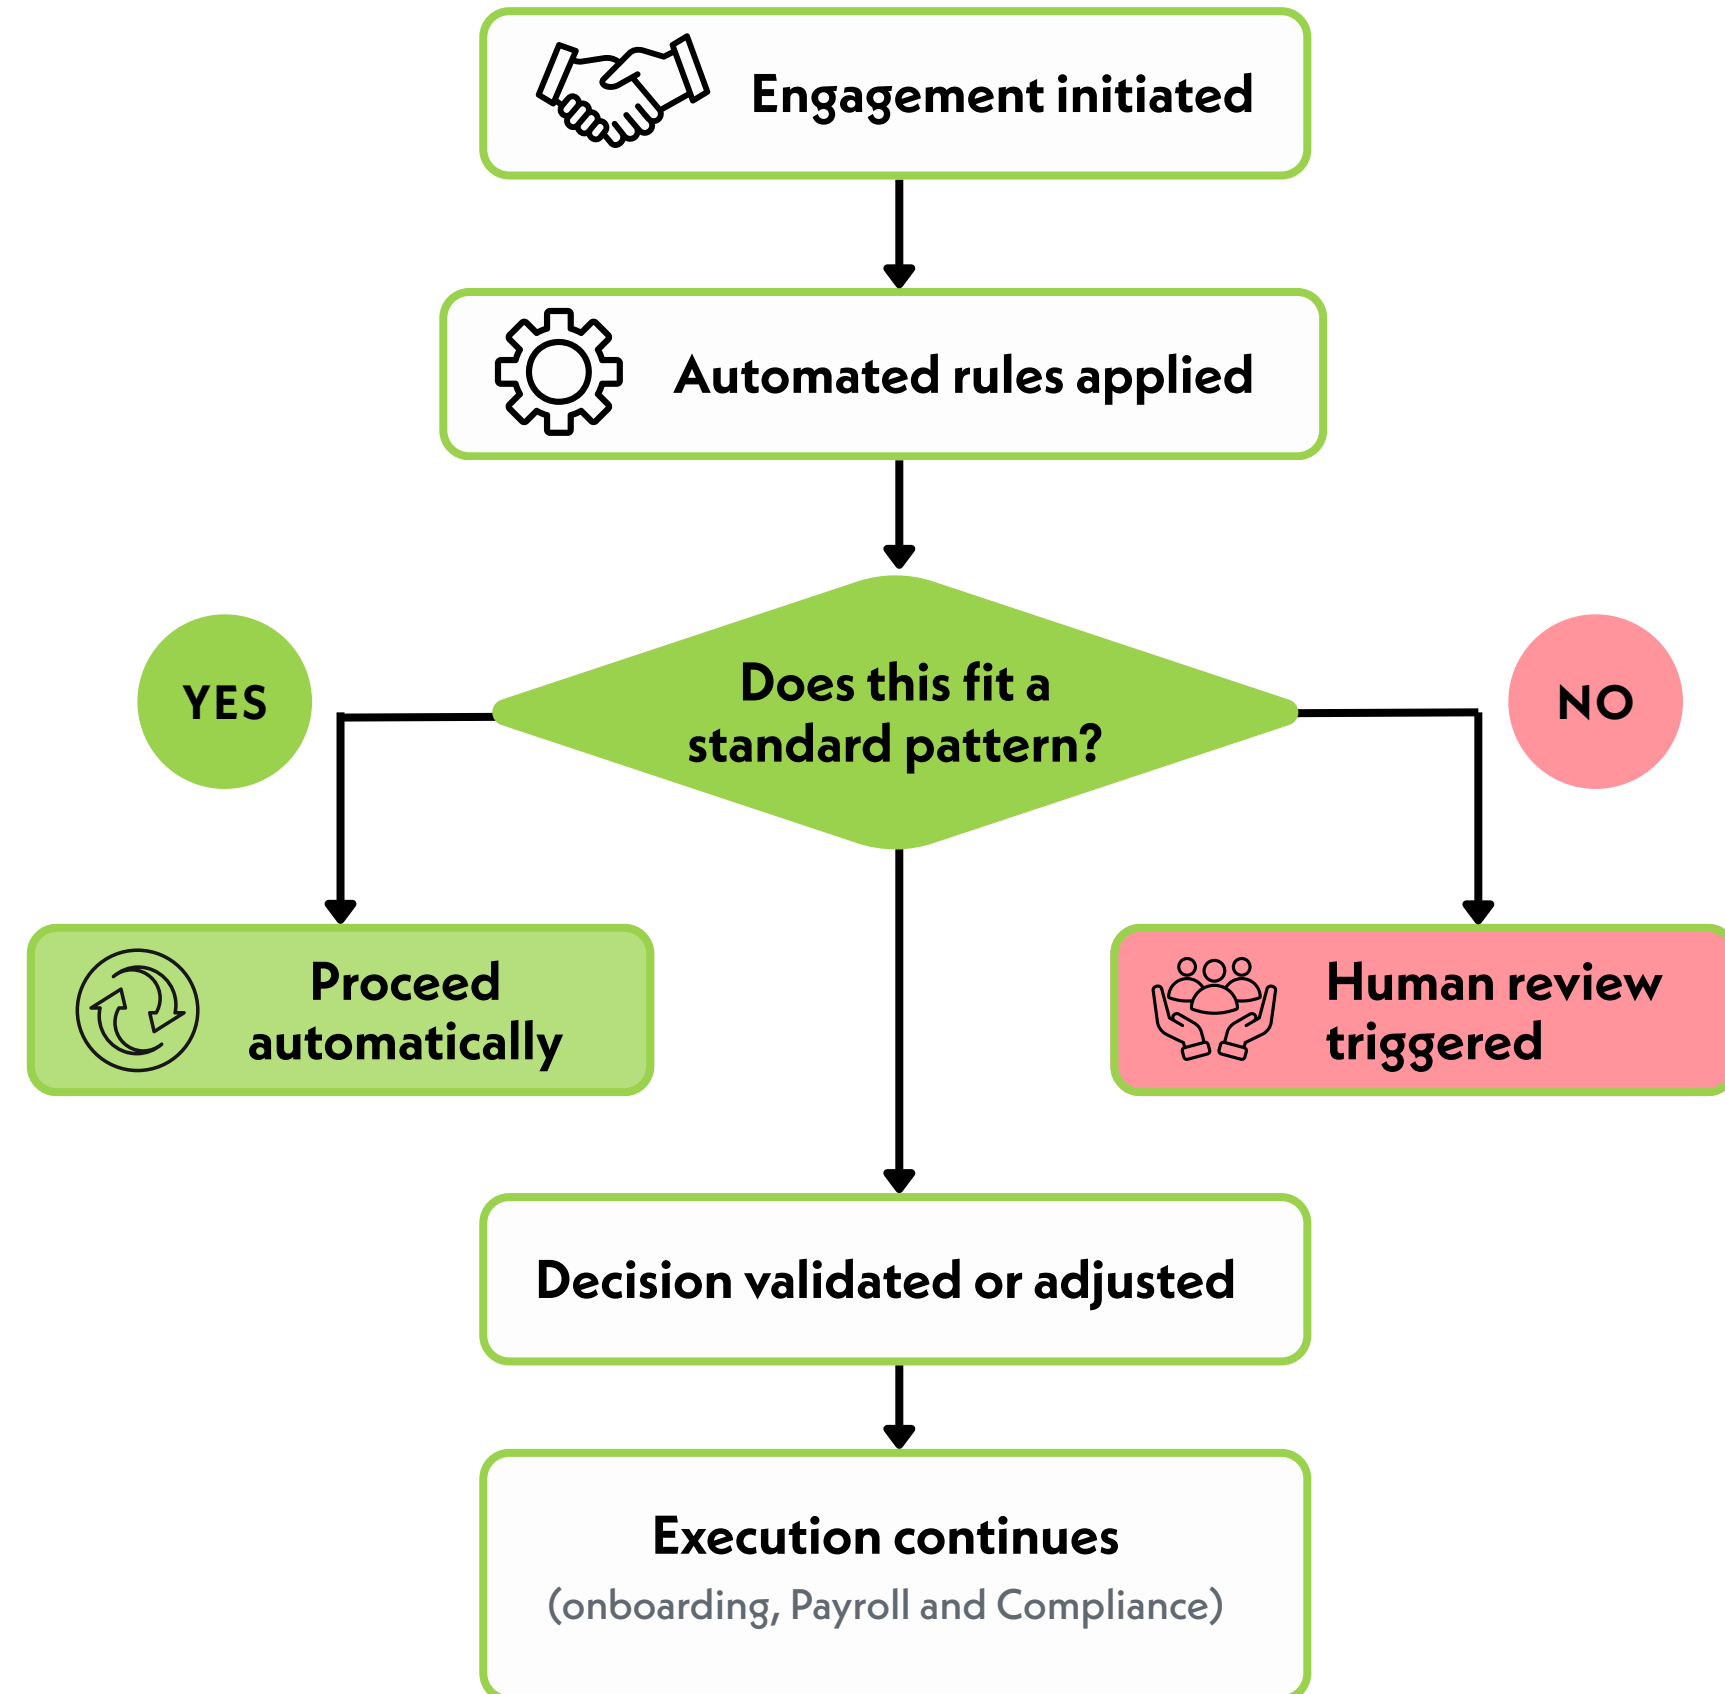 Engagement initiated
Automated rules applied
Does this fit a
standard pattern?
YES
NO
Proceed
automatically
Human review
triggered
Decision validated or adjusted
Execution continues
(onboarding, Payroll and Compliance)